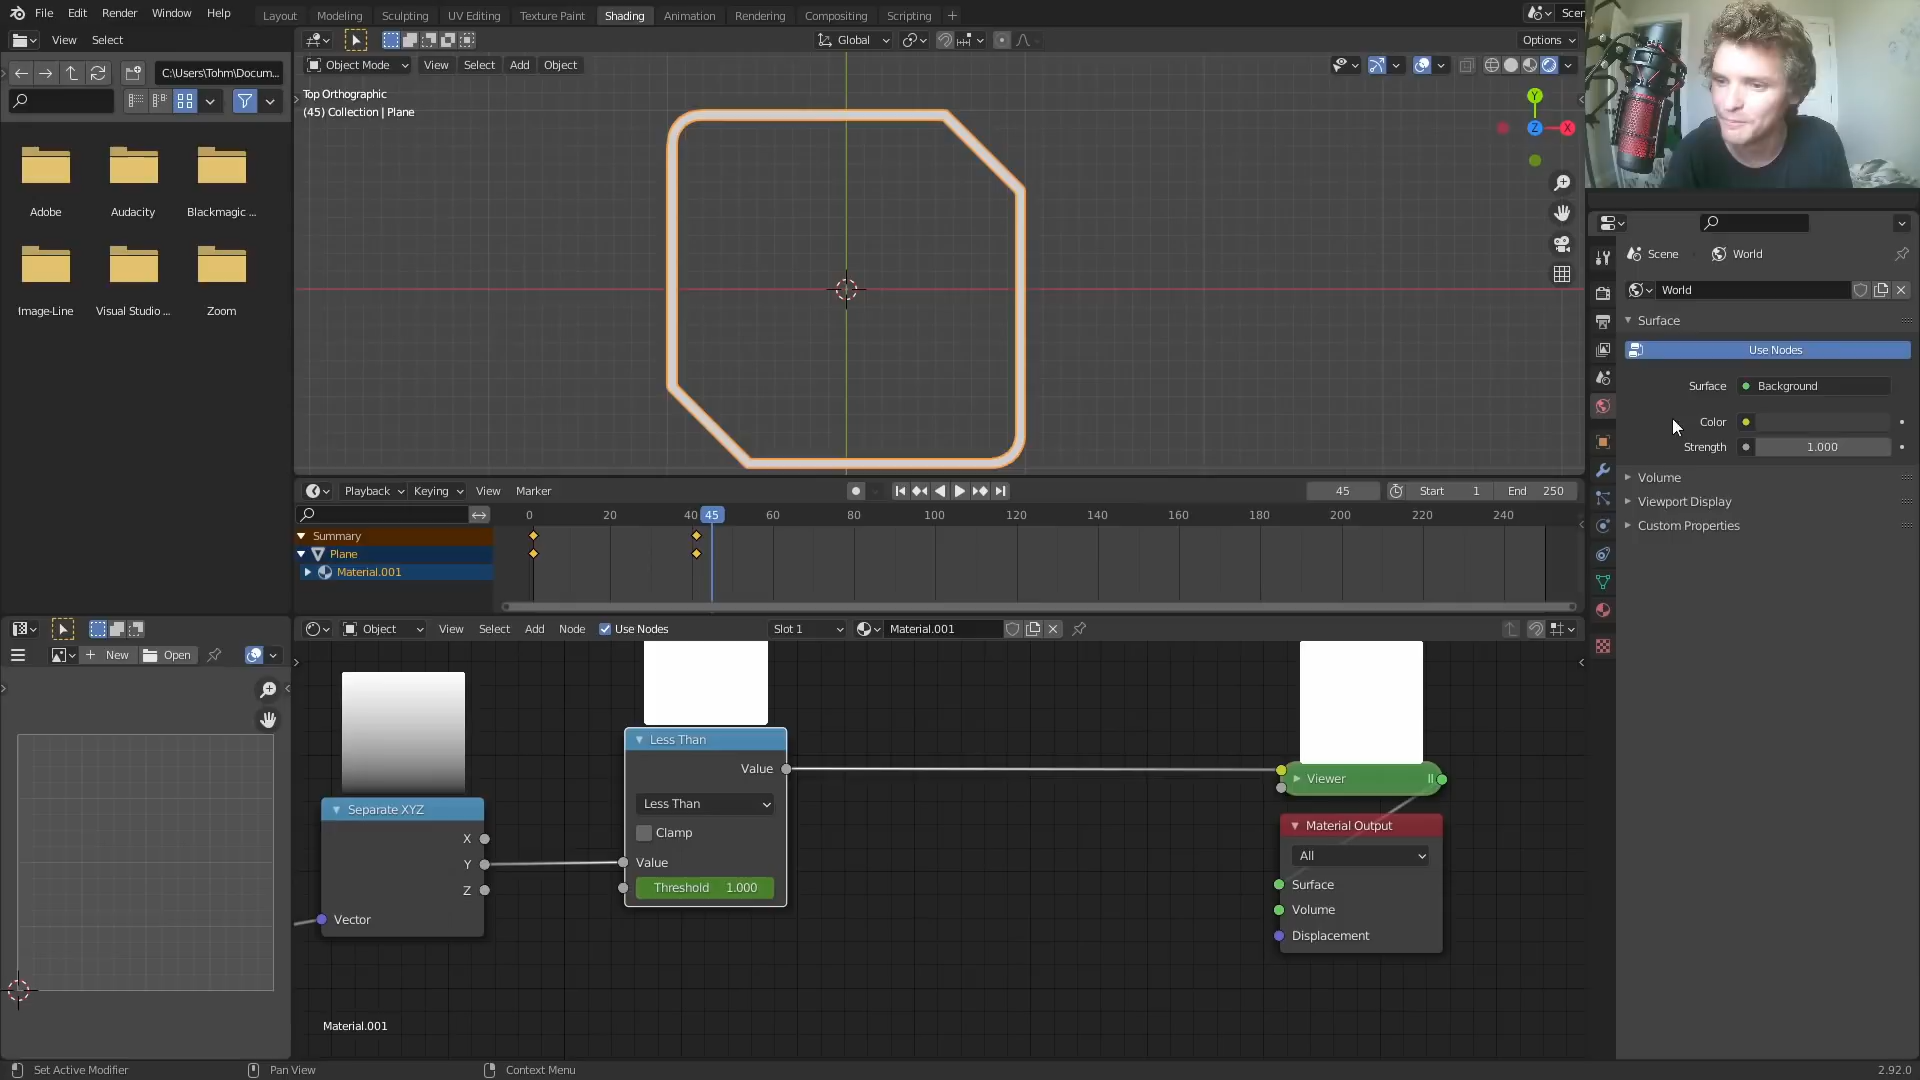 File Edit Render Window Help
Layout Modeling Sculpting UV Editing Texture Paint Shading Animation Rendering Compositing Scripting +
View Select
Global
Options
C:\Users\Tohm\Docum...
Object Mode View Select Add Object
Top Orthographic
(45) Collection | Plane
Y
Z
X
Adobe
Audacity
Blackmagic ...
Image-Line
Visual Studio ...
Zoom
Scene World
World
Surface
Use Nodes
Surface Background
Color
Strength 1.000
Volume
Viewport Display
Custom Properties
Playback Keying View Marker
45 Start 1 End 250
0 20 40 45 60 80 100 120 140 160 180 200 220 240
Summary
Plane
Material.001
Object View Select Add Node Use Nodes Slot 1 Material.001
New Open
Separate XYZ
X
Y
Z
Vector
Less Than
Value
Less Than
Clamp
Value
Threshold 1.000
Viewer
Material Output
All
Surface
Volume
Displacement
Material.001
Set Active Modifier Pan View Context Menu 2.92.0